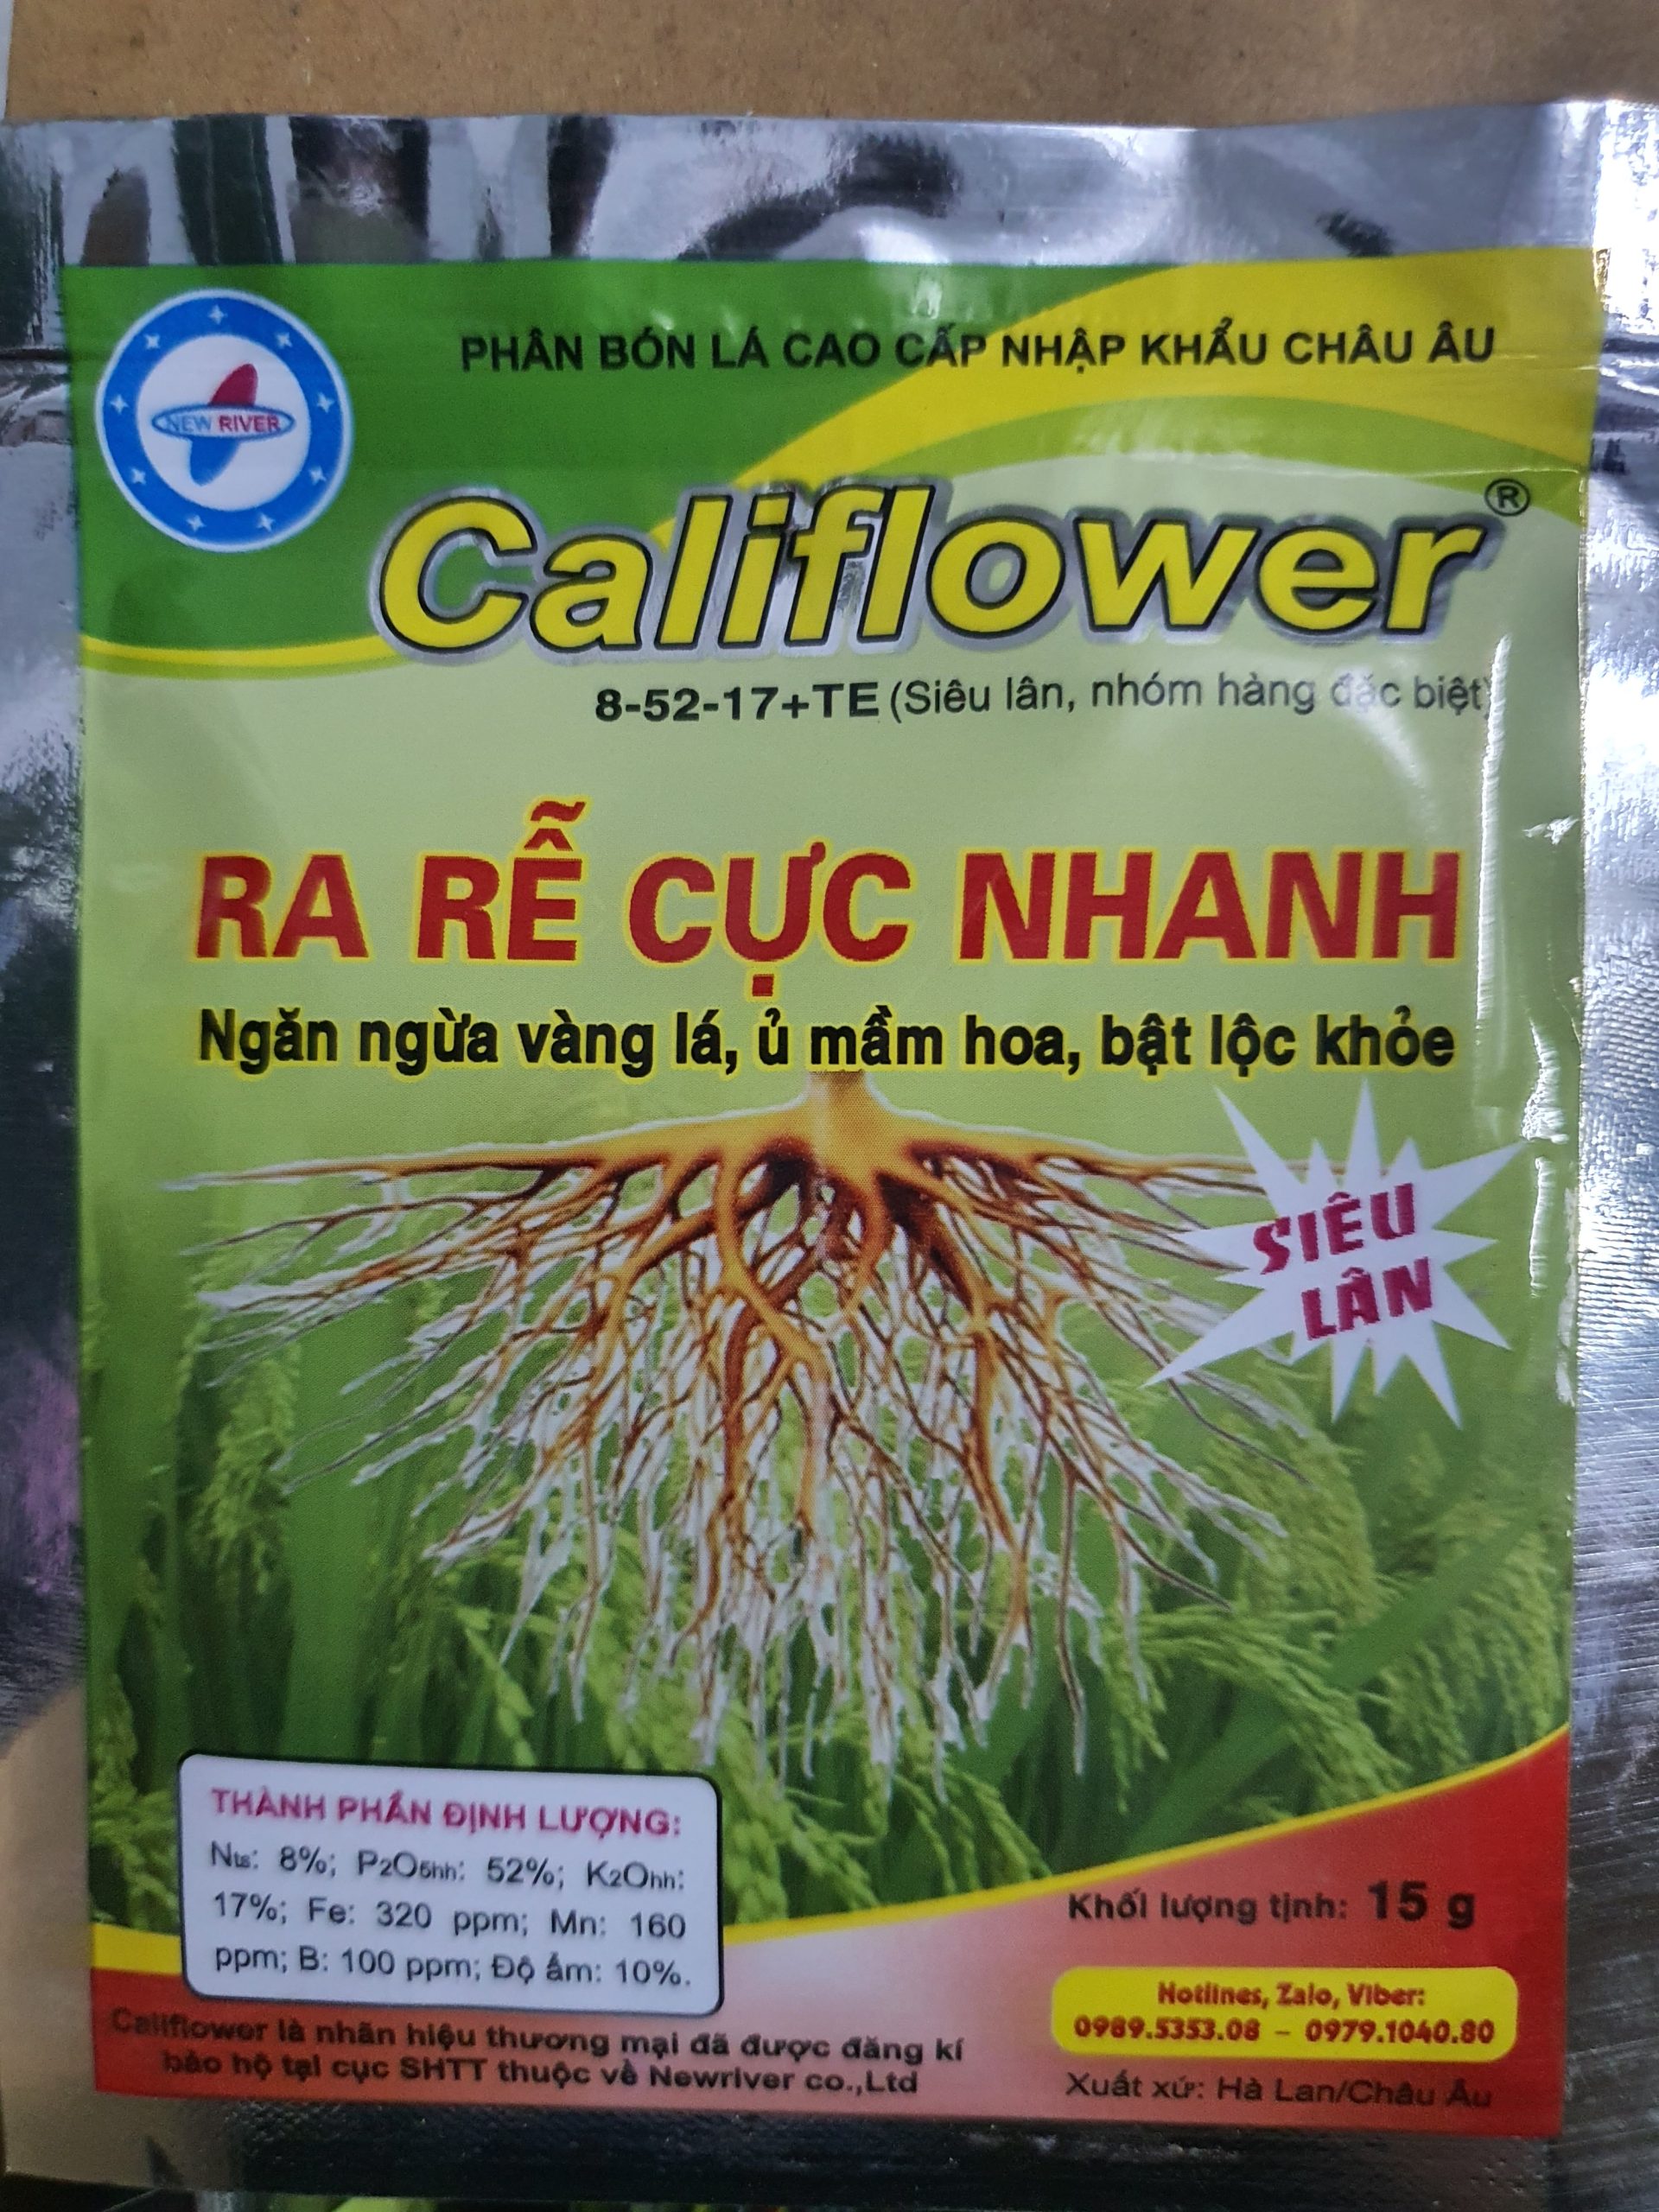 PHÂN BÓN LÁ CAO CẤP NHẬP KHẨU CHÂU ÂU
NEW RIVER
Califlower®
8-52-17+TE (Siêu lân, nhóm hàng đặc biệt)
RA RỄ CỰC NHANH
Ngăn ngừa vàng lá, ủ mầm hoa, bật lộc khỏe
SIÊU
LÂN
THÀNH PHẦN ĐỊNH LƯỢNG:
Nts: 8%; P2O5hh: 52%; K2Ohh:
17%; Fe: 320 ppm; Mn: 160
ppm; B: 100 ppm; Độ ẩm: 10%.
Khối lượng tịnh: 15 g
Hotlines, Zalo, Viber:
0989.5353.08 – 0979.1040.80
Califlower là nhãn hiệu thương mại đã được đăng kí
bảo hộ tại cục SHTT thuộc về Newriver co.,Ltd
Xuất xứ: Hà Lan/Châu Âu